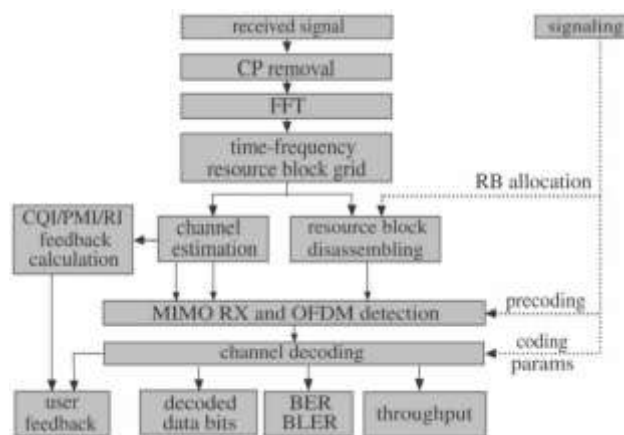 received signal
signaling
CP removal
FFT
time-frequency
resource block grid
RB allocation
CQI/PMI/RI
feedback
calculation
channel
estimation
resource block
disassembling
MIMO RX and OFDM detection
precoding
channel decoding
coding
params
user
feedback
decoded
data bits
BER
BLER
throughput